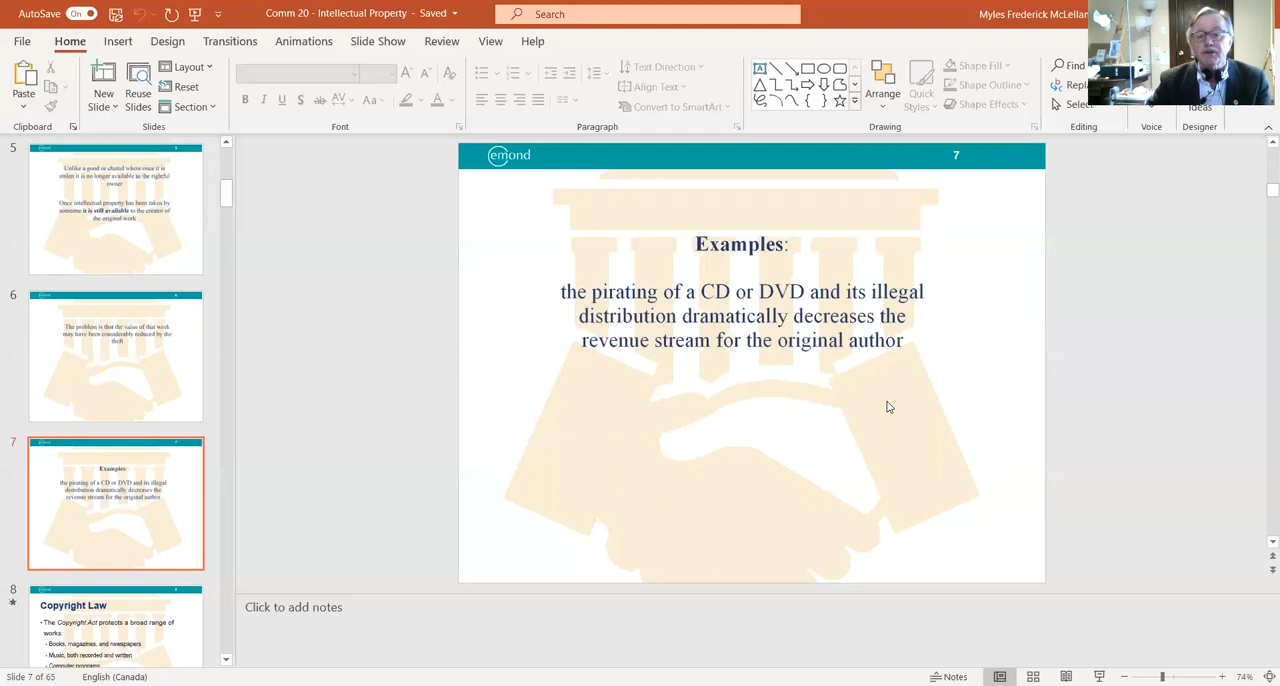 AutoSave On
Comm 20 - Intellectual Property - Saved
Search
Myles Frederick McLellan
File Home Insert Draw Design Transitions Animations Slide Show Review View Help
Paste
New Slide
Reuse Slides
Layout
Reset
Section
B I U S ab AV Aa A
Text Direction
Align Text
Convert to SmartArt
Arrange
Quick Styles
Shape Fill
Shape Outline
Shape Effects
Find
Clipboard
Slides
Font
Paragraph
Drawing
Editing
Voice
Designer
5
emond
Unlike a good or chattel where once it is
stolen it is no longer available to the rightful
owner
Once intellectual property has been taken by
someone it is still available to the creator of
the original work
6
The problem is that the value of that work
may have been considerably reduced by the
theft
7
Examples
the pirating of a CD or DVD and its illegal
distribution dramatically decreases the
revenue stream for the original author
8
Copyright Law
• The Copyright Act protects a broad range of
works:
• Books, magazines, and newspapers
• Music, both recorded and written
• Computer programs
emond 7
Examples:
the pirating of a CD or DVD and its illegal
distribution dramatically decreases the
revenue stream for the original author
Click to add notes
Slide 7 of 65 English (Canada) Notes 74%